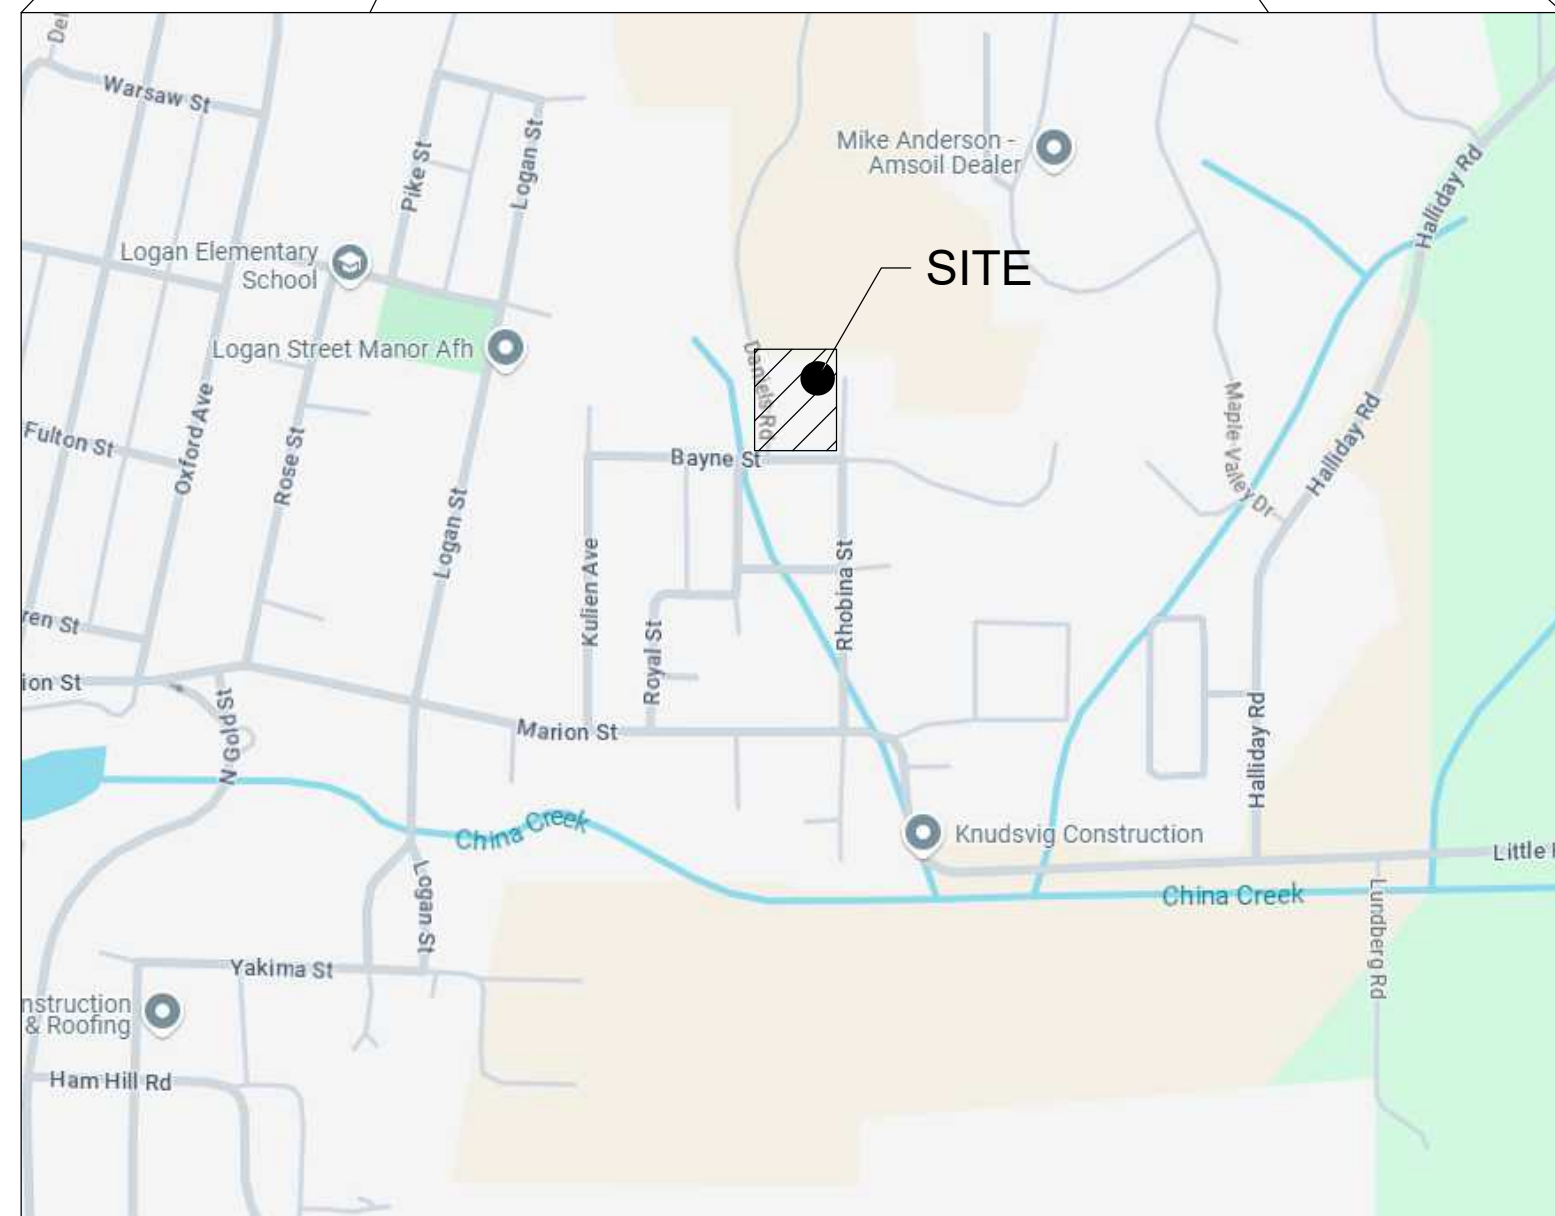 Del
Warsaw St
Pike St
Logan St
Mike Anderson -
Amsoil Dealer
Halliday Rd
Logan Elementary
School
SITE
Logan Street Manor Afh
Daniels Rd
Maple Valley Dr
Halliday Rd
Fulton St
Oxford Ave
Rose St
Logan St
Bayne St
Kulien Ave
Royal St
Rhobina St
ren St
ion St
N Gold St
Marion St
Halliday Rd
China Creek
Knudsvig Construction
Little
China Creek
Logan St
Lundberg Rd
Yakima St
nstruction
& Roofing
Ham Hill Rd